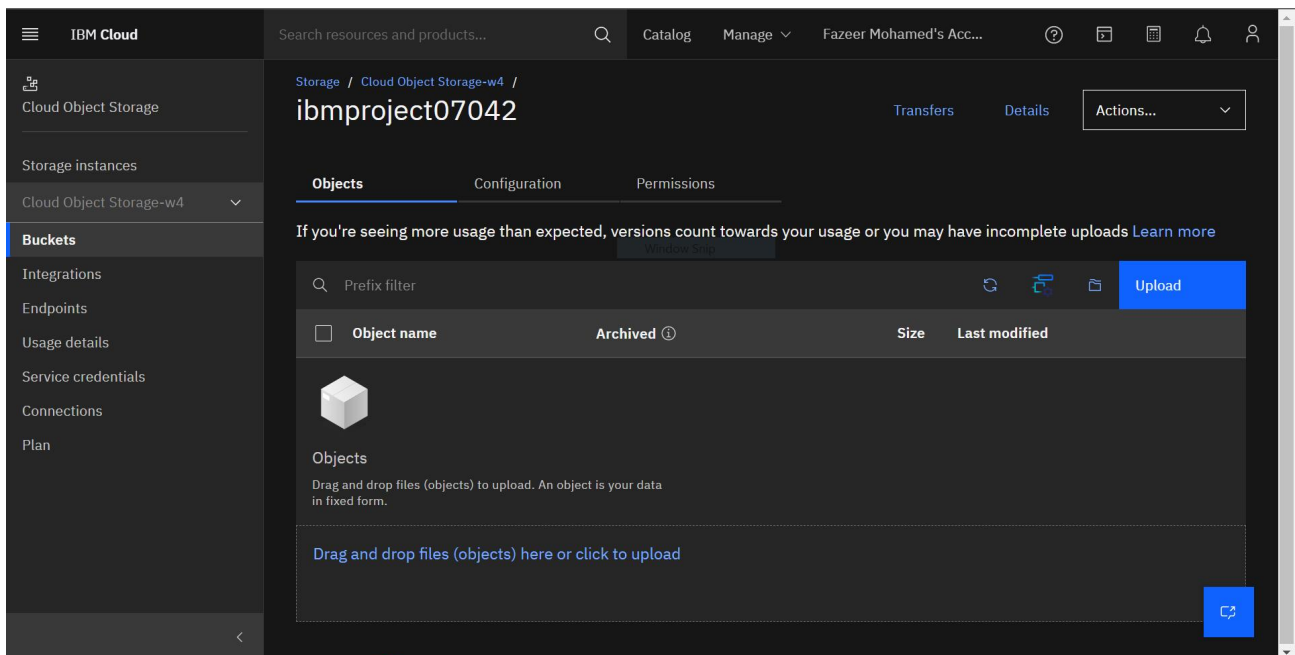 IBM Cloud
Search resources and products...
Catalog
Manage
Fazeer Mohamed's Acc...
Cloud Object Storage
Storage instances
Cloud Object Storage-w4
Buckets
Integrations
Endpoints
Usage details
Service credentials
Connections
Plan
Storage / Cloud Object Storage-w4 /
ibmproject07042
Transfers
Details
Actions...
Objects
Configuration
Permissions
If you're seeing more usage than expected, versions count towards your usage or you may have incomplete uploads Learn more
Window Snip
Prefix filter
Upload
Object name
Archived
Size
Last modified
Objects
Drag and drop files (objects) to upload. An object is your data
in fixed form.
Drag and drop files (objects) here or click to upload